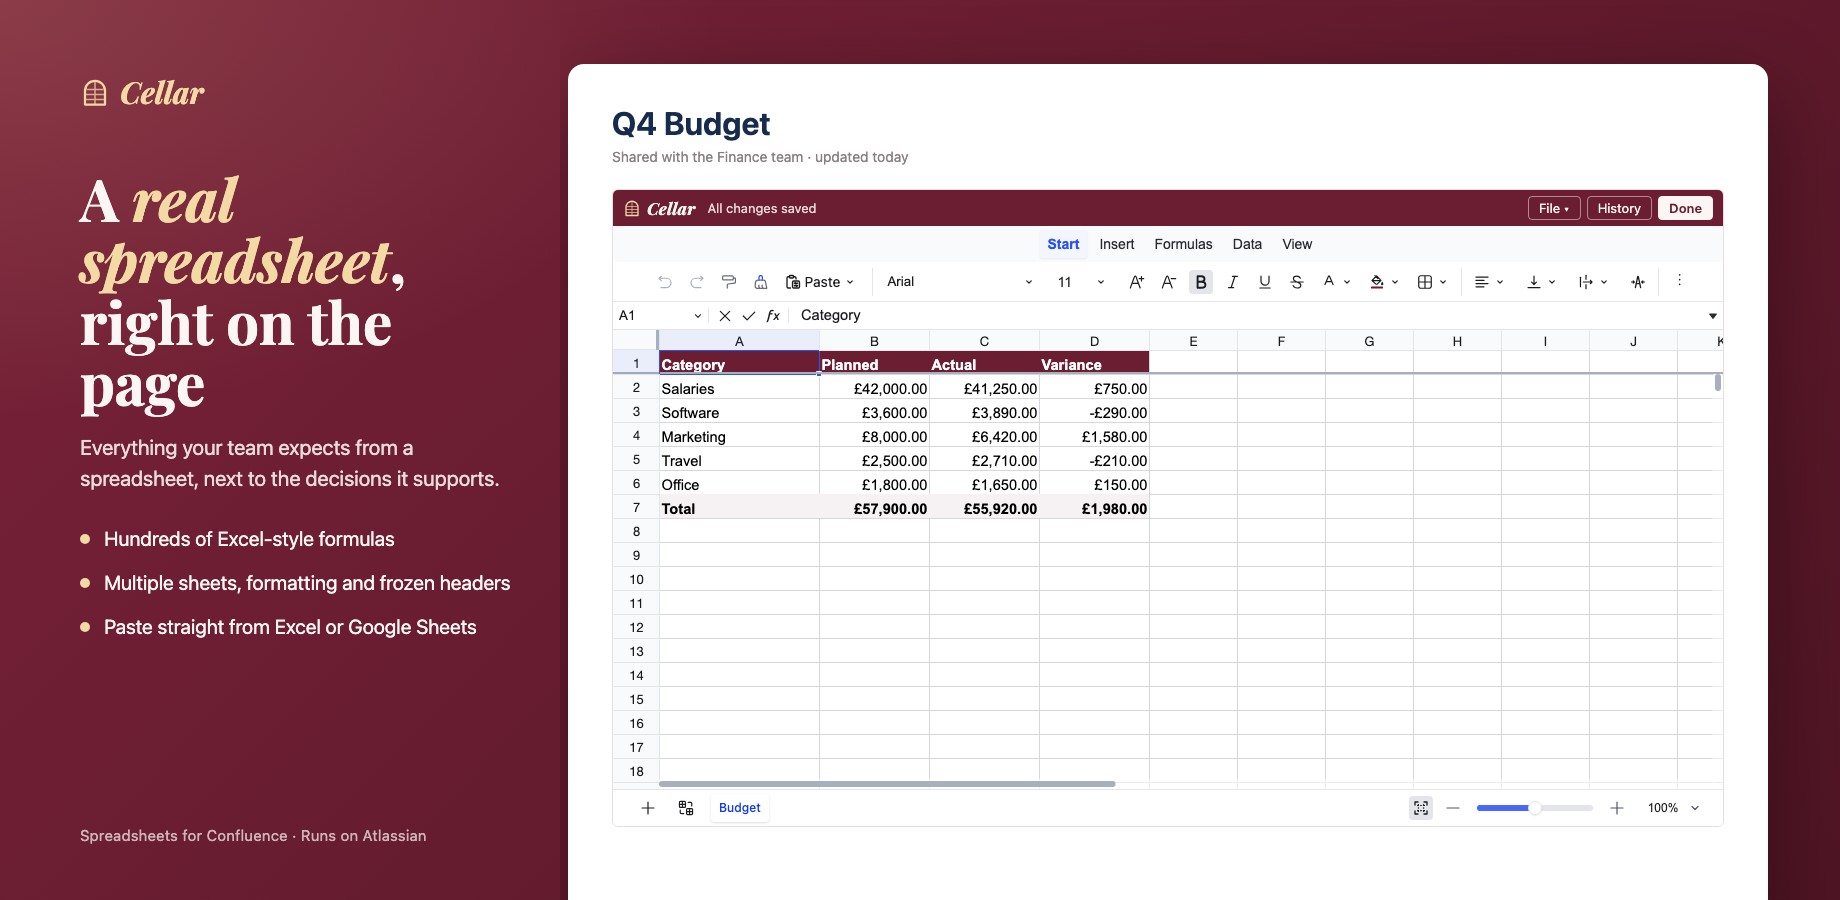 Cellar
A real
spreadsheet,
right on the
page
Everything your team expects from a
spreadsheet, next to the decisions it supports.
Hundreds of Excel-style formulas
Multiple sheets, formatting and frozen headers
Paste straight from Excel or Google Sheets
Spreadsheets for Confluence · Runs on Atlassian
Q4 Budget
Shared with the Finance team · updated today
Cellar All changes saved File History Done
Start Insert Formulas Data View
Paste Arial 11 A+ A- B I U S A
A1 fx Category
A B C D E F G H I J K
1 Category Planned Actual Variance
2 Salaries £42,000.00 £41,250.00 £750.00
3 Software £3,600.00 £3,890.00 -£290.00
4 Marketing £8,000.00 £6,420.00 £1,580.00
5 Travel £2,500.00 £2,710.00 -£210.00
6 Office £1,800.00 £1,650.00 £150.00
7 Total £57,900.00 £55,920.00 £1,980.00
8
9
10
11
12
13
14
15
16
17
18
Budget 100%